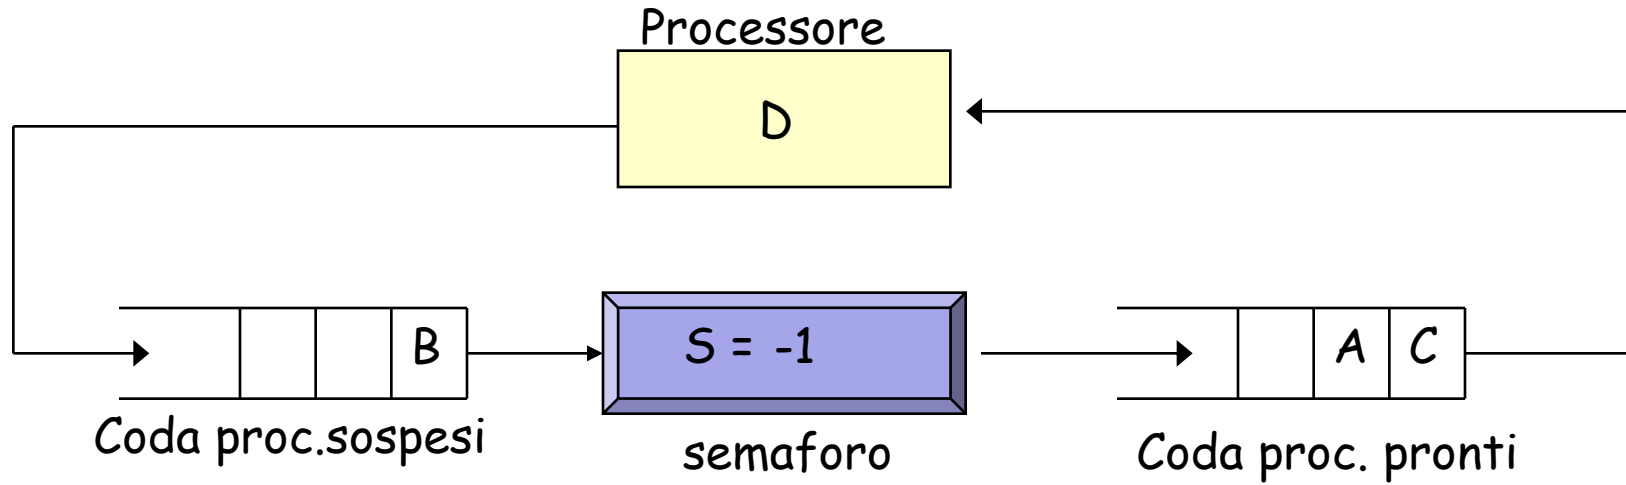 Processore
D
B
S = -1
A C
Coda proc.sospesi
semaforo
Coda proc. pronti